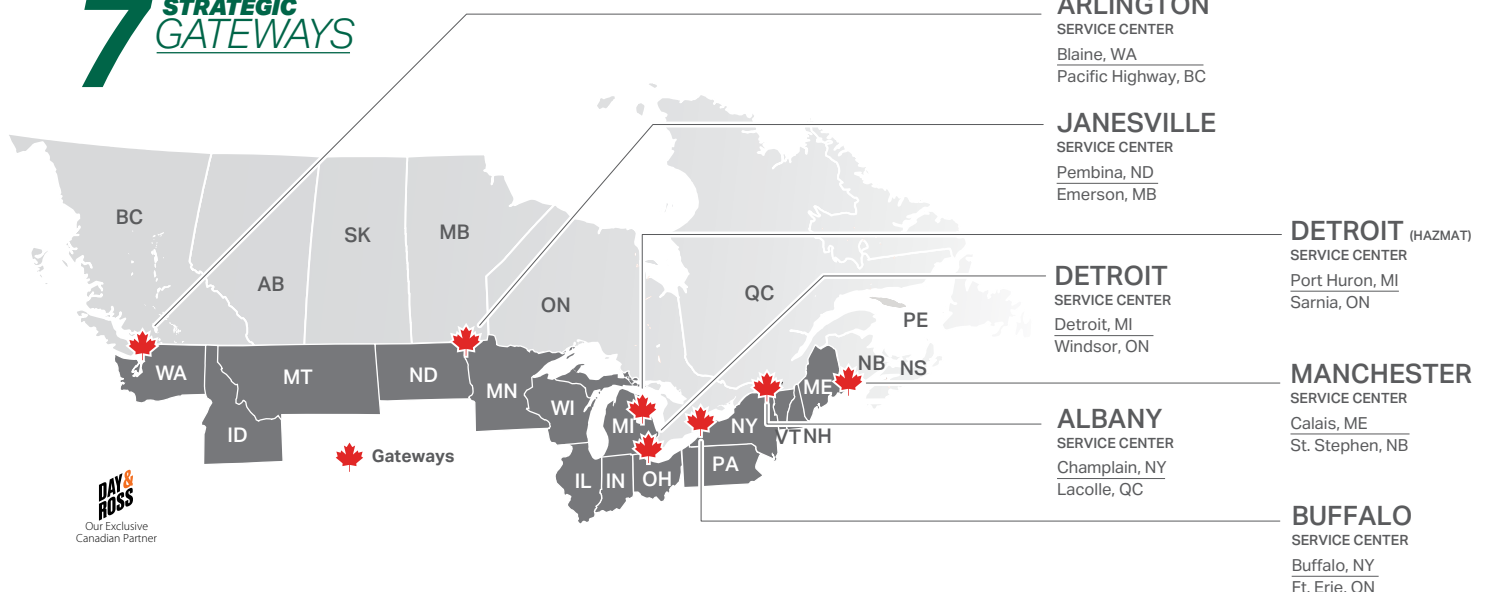 7 STRATEGIC
GATEWAYS
ARLINGTON
SERVICE CENTER
Blaine, WA
Pacific Highway, BC
JANESVILLE
SERVICE CENTER
Pembina, ND
Emerson, MB
DETROIT (HAZMAT)
SERVICE CENTER
Port Huron, MI
Sarnia, ON
DETROIT
SERVICE CENTER
Detroit, MI
Windsor, ON
MANCHESTER
SERVICE CENTER
Calais, ME
St. Stephen, NB
ALBANY
SERVICE CENTER
Champlain, NY
Lacolle, QC
BUFFALO
SERVICE CENTER
Buffalo, NY
Ft. Erie, ON
BC
AB
SK
MB
ON
QC
PE
NB
NS
WA
MT
ND
MN
ID
WI
MI
IL
IN
OH
PA
NY
VT
NH
ME
Gateways
DAY &
ROSS
Our Exclusive
Canadian Partner